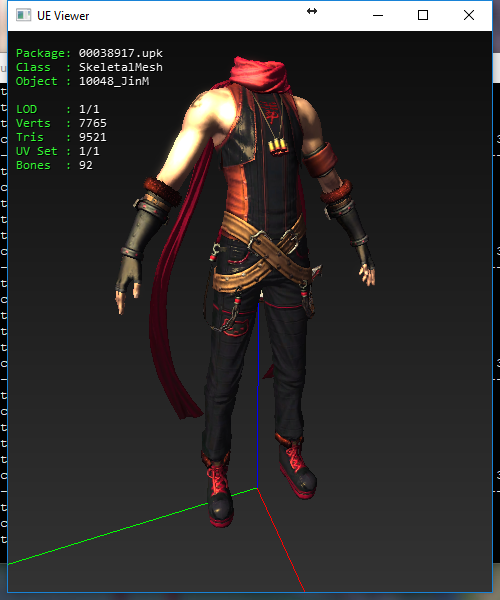 UE Viewer
Package: 00038917.upk
Class : SkeletalMesh
Object : 10048_JinM
LOD : 1/1
Verts : 7765
Tris : 9521
UV Set : 1/1
Bones : 92